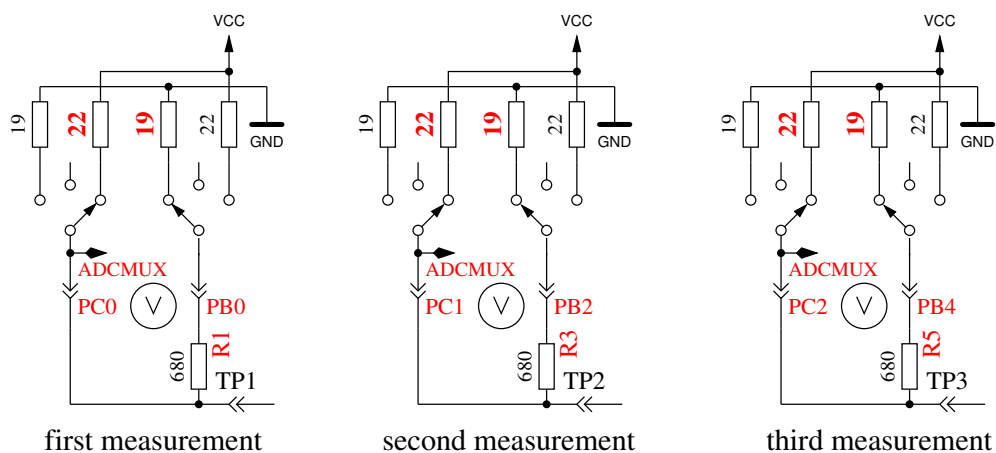 VCC
19
22
19
22
GND
ADCMUX
PC0
V
PB0
R1
680
TP1
first measurement
VCC
19
22
19
22
GND
ADCMUX
PC1
V
PB2
R3
680
TP2
second measurement
VCC
19
22
19
22
GND
ADCMUX
PC2
V
PB4
R5
680
TP3
third measurement